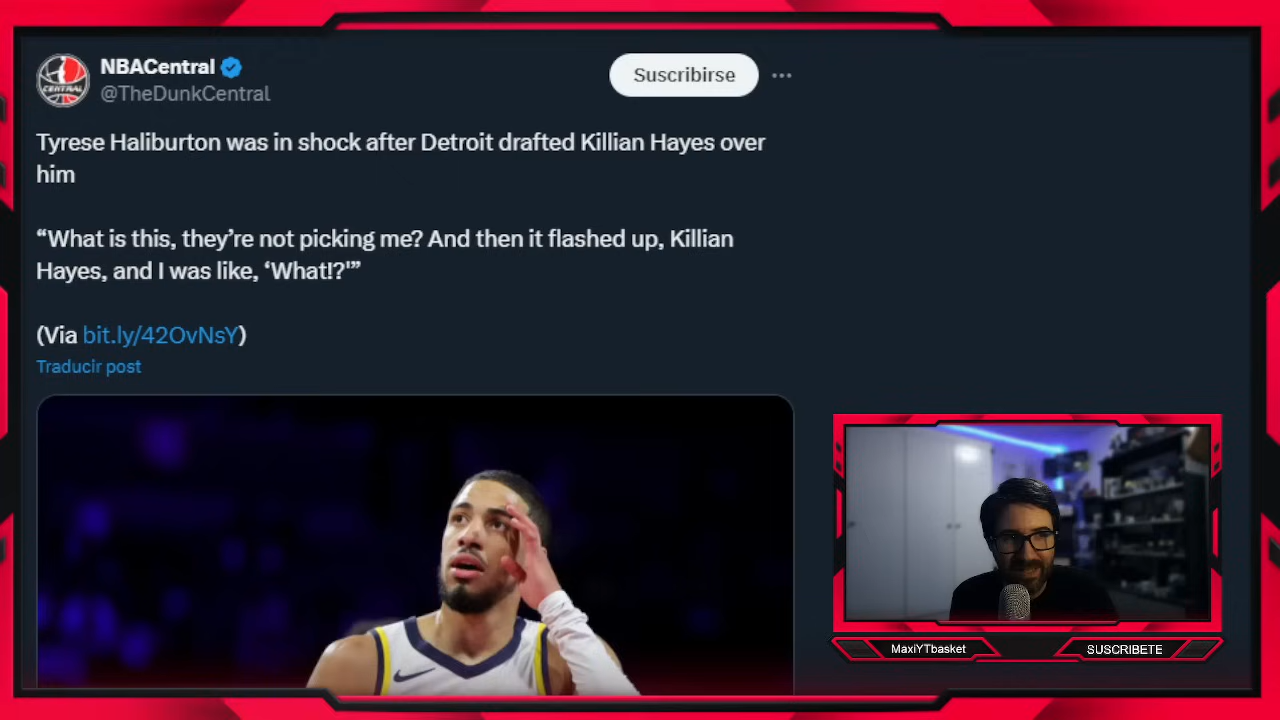 NBACentral
Suscribirse
@TheDunkCentral
Tyrese Haliburton was in shock after Detroit drafted Killian Hayes over
him
“What is this, they’re not picking me? And then it flashed up, Killian
Hayes, and I was like, ‘What!?'”
(Via bit.ly/42OvNsY)
Traducir post
CENTRAL
MaxiYTbasket
SUSCRIBETE